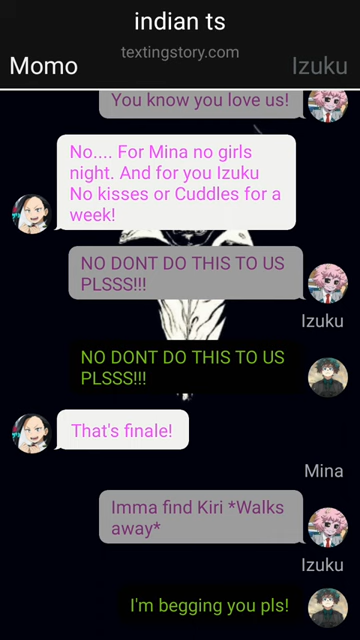 indian ts
textingstory.com
Momo
Izuku
You know you love us!
No.... For Mina no girls
night. And for you Izuku
No kisses or Cuddles for a
week!
NO DONT DO THIS TO US
PLSSS!!!
Izuku
NO DONT DO THIS TO US
PLSSS!!!
That's finale!
Mina
Imma find Kiri *Walks
away*
Izuku
I'm begging you pls!